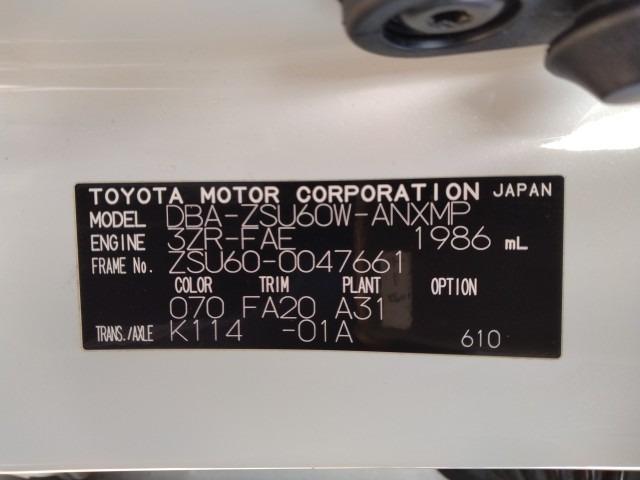 TOYOTA MOTOR CORPORATION JAPAN
MODEL DBA-ZSU60W-ANXMP
ENGINE 3ZR-FAE 1986 mL
FRAME No. ZSU60-0047661
COLOR TRIM PLANT OPTION
070 FA20 A31
TRANS./AXLE K114 -01A 610